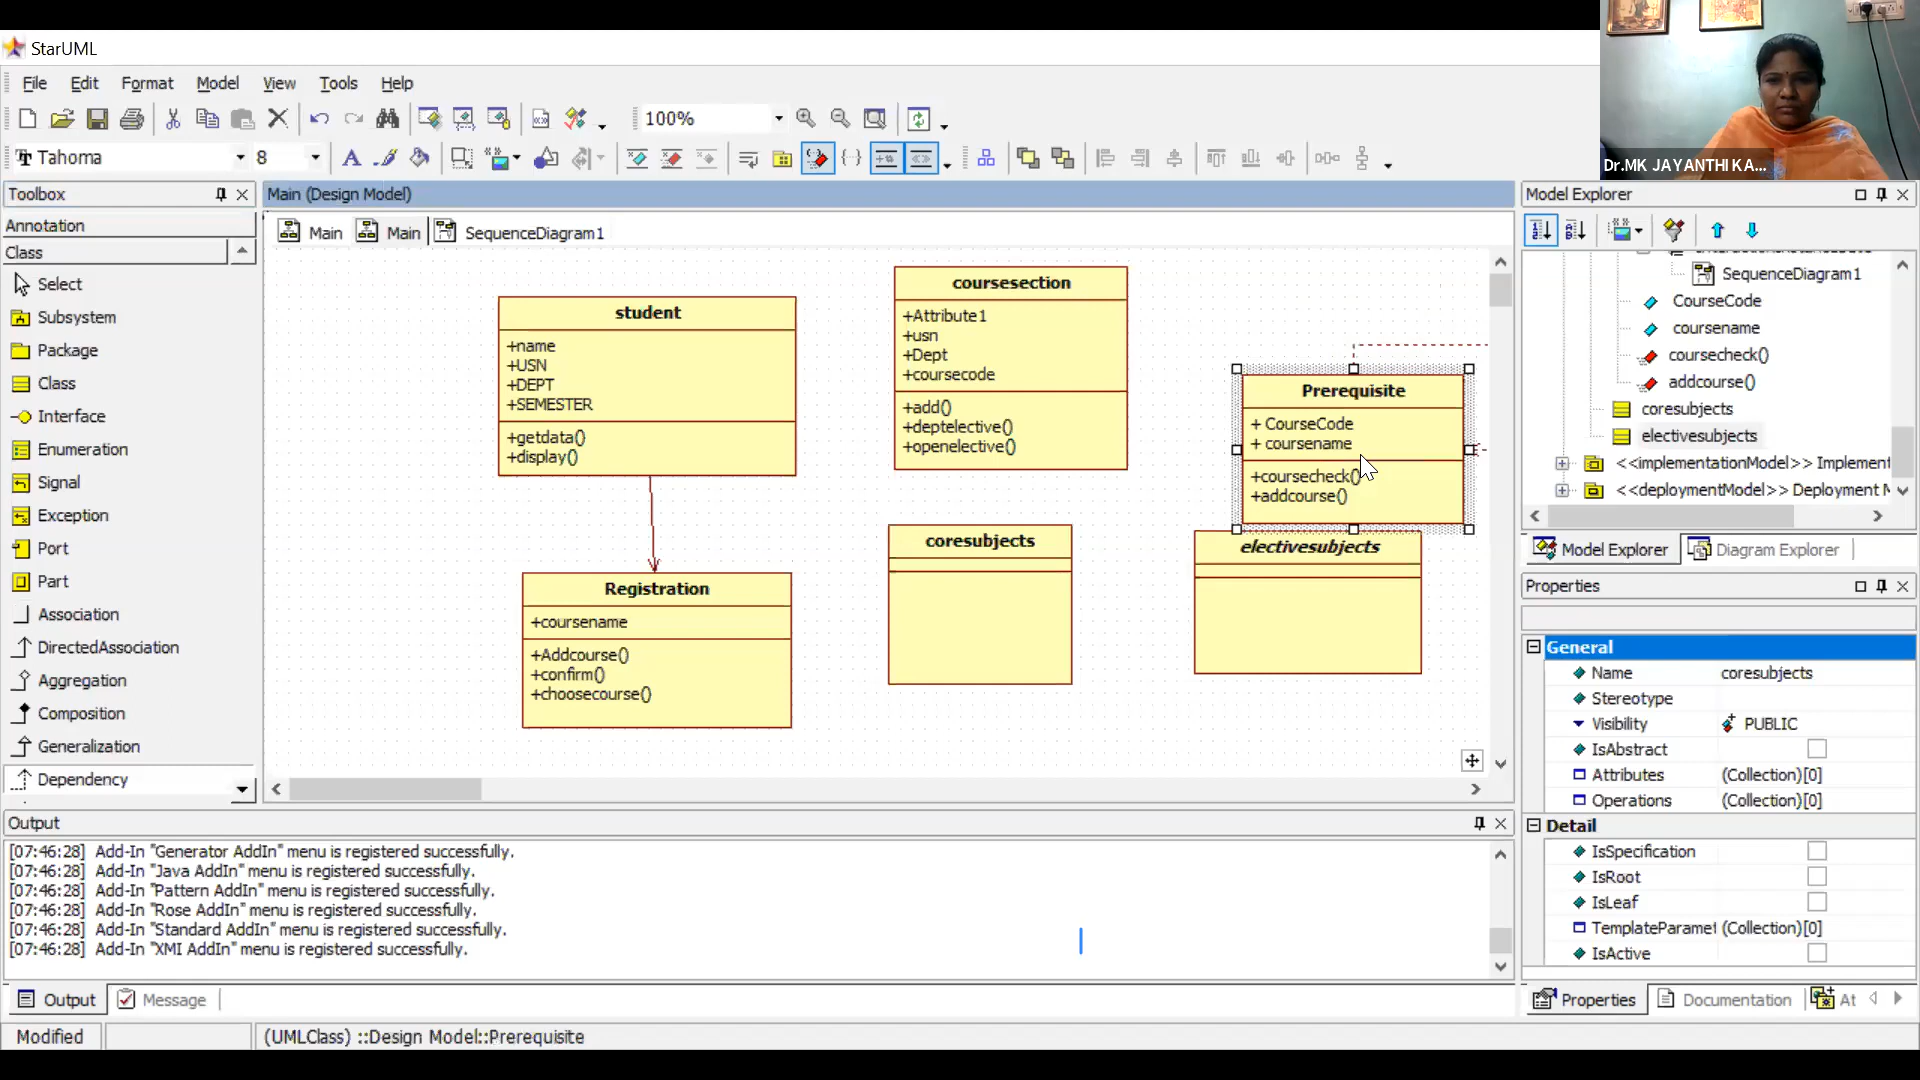 StarUML
File Edit Format Model View Tools Help
100%
Tahoma 8
Dr.MK JAYANTHI KA...
Toolbox
Annotation
Class
Select
Subsystem
Package
Class
Interface
Enumeration
Signal
Exception
Port
Part
Association
DirectedAssociation
Aggregation
Composition
Generalization
Dependency
Main (Design Model)
Main Main SequenceDiagram1
student
+name
+USN
+DEPT
+SEMESTER
+getdata()
+display()
coursesection
+Attribute1
+usn
+Dept
+coursecode
+add()
+deptelective()
+openelective()
Prerequisite
+ CourseCode
+ coursename
+coursecheck()
+addcourse()
Registration
+coursename
+Addcourse()
+confirm()
+choosecourse()
coresubjects
electivesubjects
Model Explorer
SequenceDiagram1
CourseCode
coursename
coursecheck()
addcourse()
coresubjects
electivesubjects
<<implementationModel>> Implement
<<deploymentModel>> Deployment M
Model Explorer Diagram Explorer
Properties
General
Name coresubjects
Stereotype
Visibility PUBLIC
IsAbstract
Attributes (Collection)[0]
Operations (Collection)[0]
Detail
IsSpecification
IsRoot
IsLeaf
TemplateParamet (Collection)[0]
IsActive
Properties Documentation At
Output
[07:46:28] Add-In "Generator AddIn" menu is registered successfully.
[07:46:28] Add-In "Java AddIn" menu is registered successfully.
[07:46:28] Add-In "Pattern AddIn" menu is registered successfully.
[07:46:28] Add-In "Rose AddIn" menu is registered successfully.
[07:46:28] Add-In "Standard AddIn" menu is registered successfully.
[07:46:28] Add-In "XMI AddIn" menu is registered successfully.
Output Message
Modified (UMLClass) ::Design Model::Prerequisite